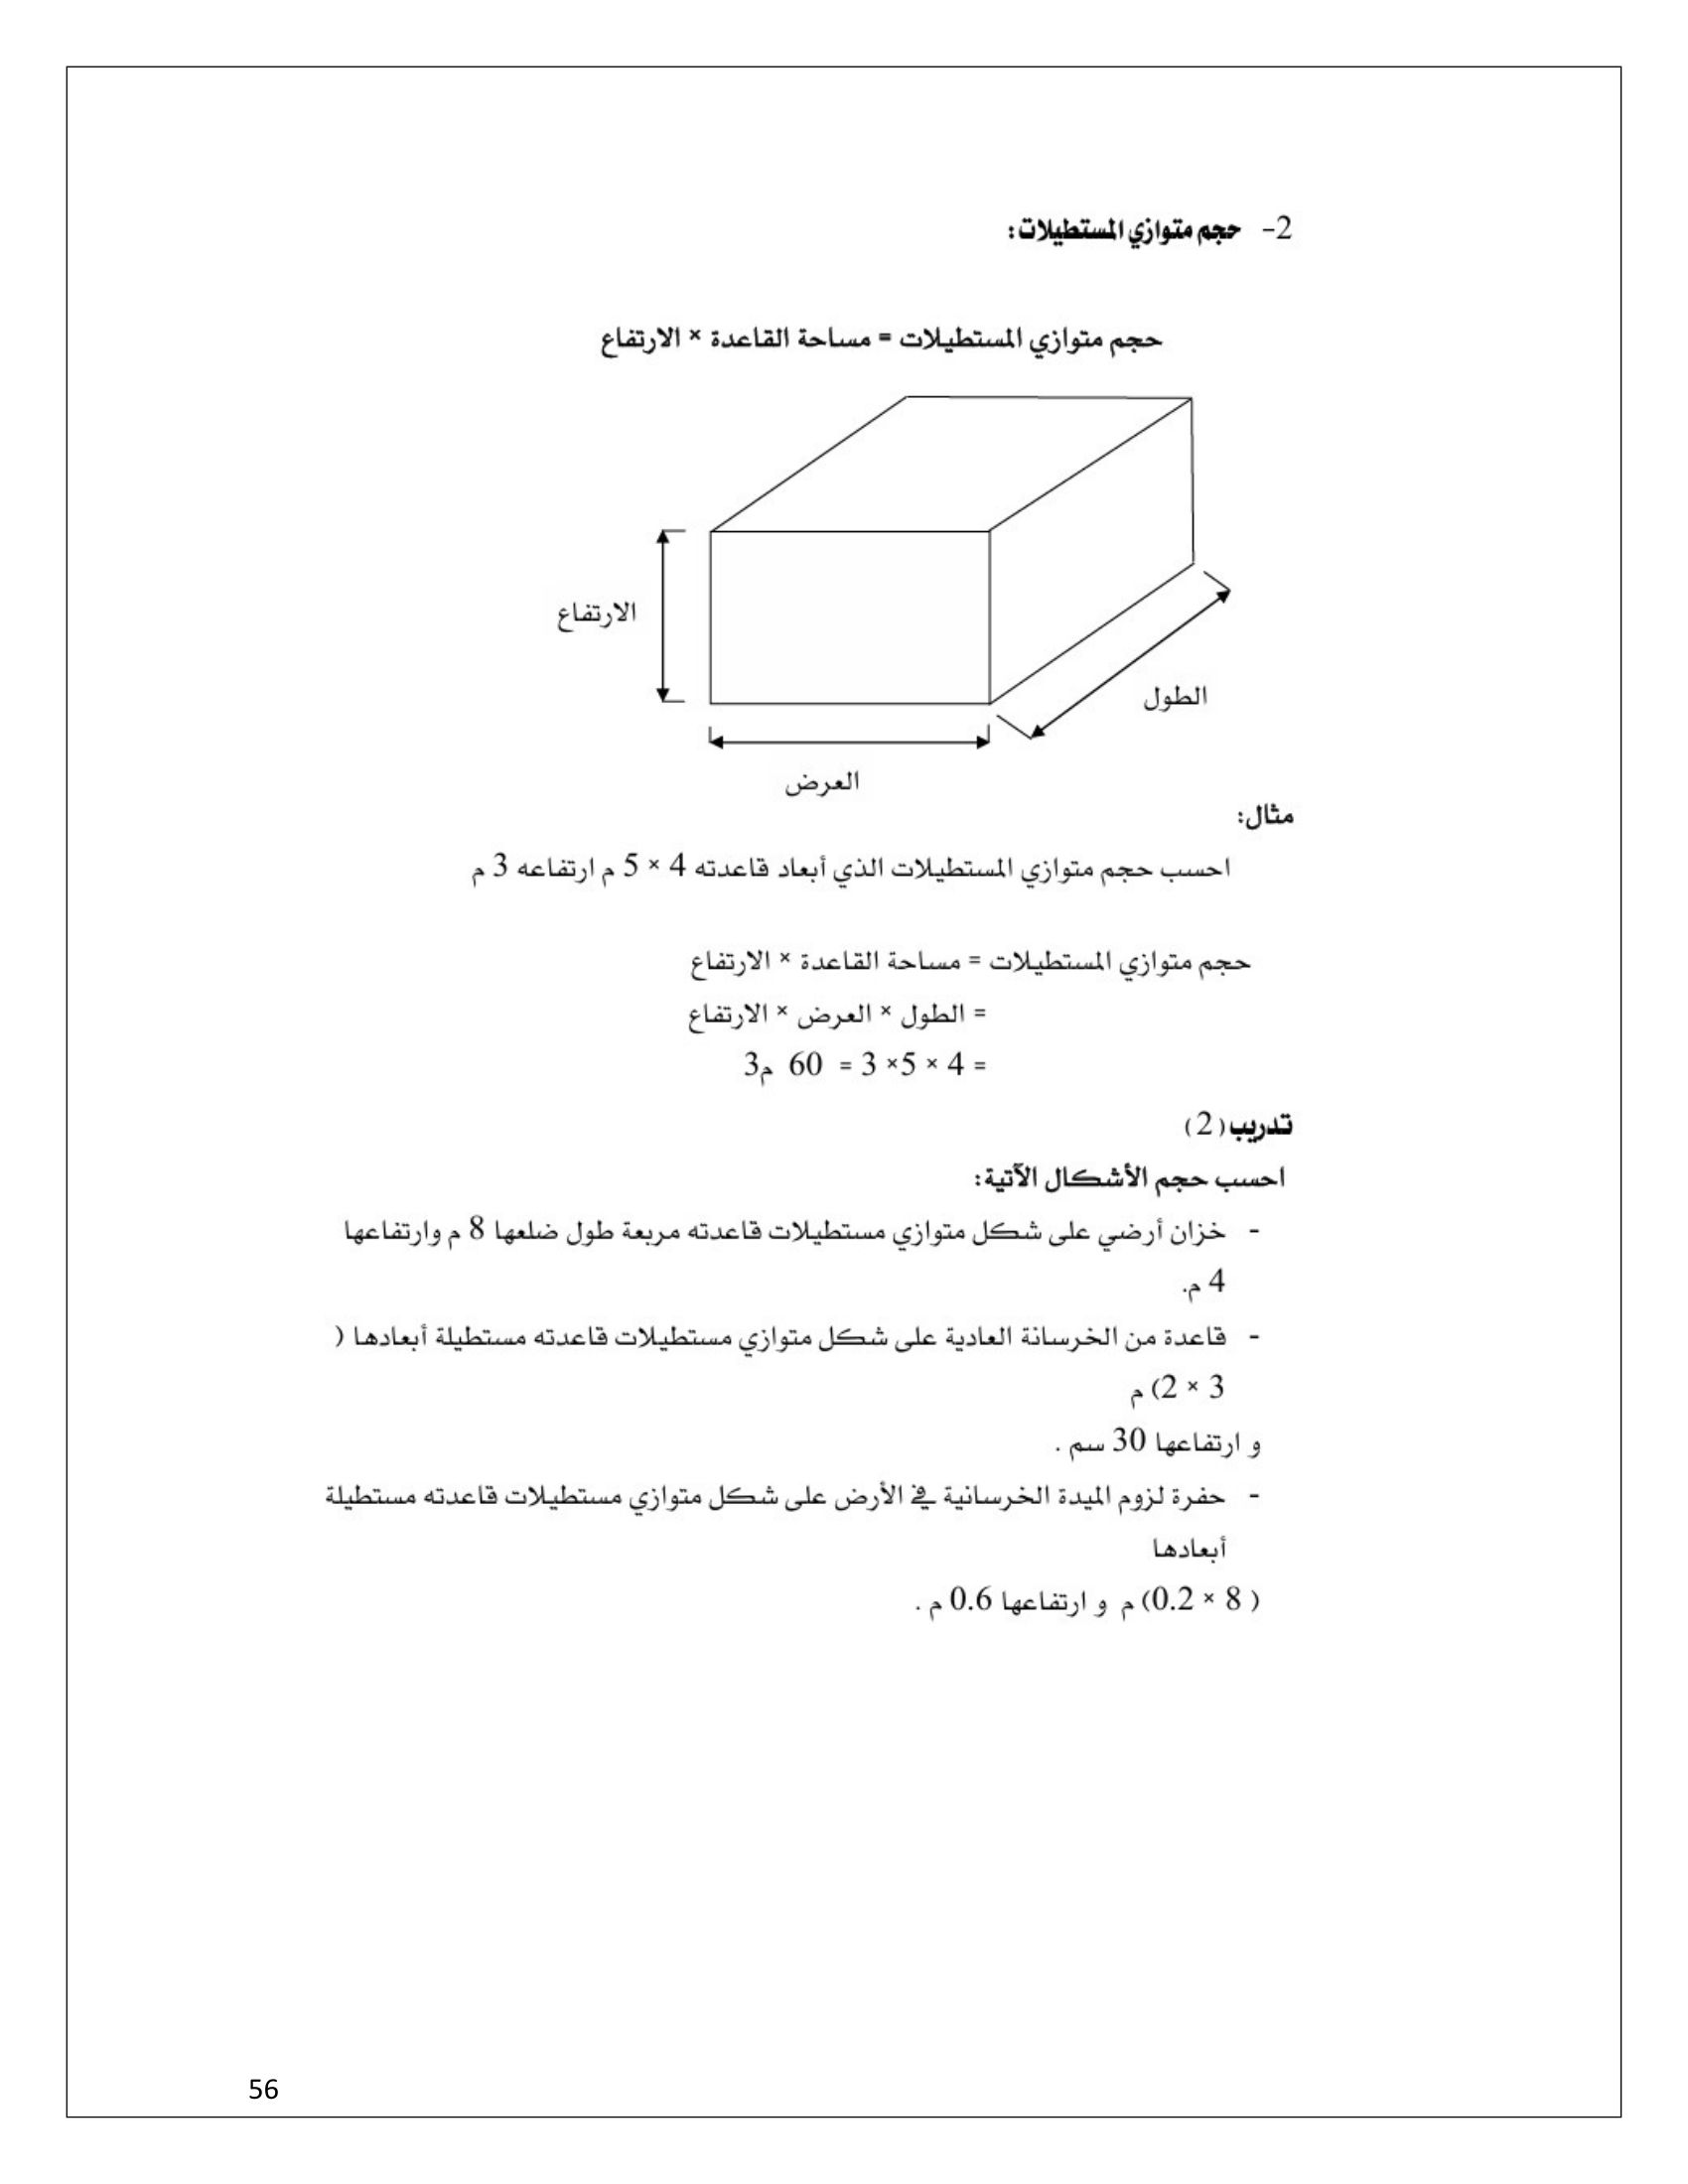 2- حجم متوازي المستطيلات:
حجم متوازي المستطيلات = مساحة القاعدة × الارتفاع
الارتفاع
الطول
العرض
مثال:
احسب حجم متوازي المستطيلات الذي أبعاد قاعدته 4 × 5 م ارتفاعه 3 م
حجم متوازي المستطيلات = مساحة القاعدة × الارتفاع
= الطول × العرض × الارتفاع
= 4 × 5× 3 = 60 م3
تدريب(2)
احسب حجم الأشكال الآتية:
- خزان أرضي على شكل متوازي مستطيلات قاعدته مربعة طول ضلعها 8 م وارتفاعها
4 م.
- قاعدة من الخرسانة العادية على شكل متوازي مستطيلات قاعدته مستطيلة أبعادها (
3 × 2) م
و ارتفاعها 30 سم .
- حفرة لزوم الميدة الخرسانية في الأرض على شكل متوازي مستطيلات قاعدته مستطيلة
أبعادها
( 8 × 0.2) م و ارتفاعها 0.6 م .
56